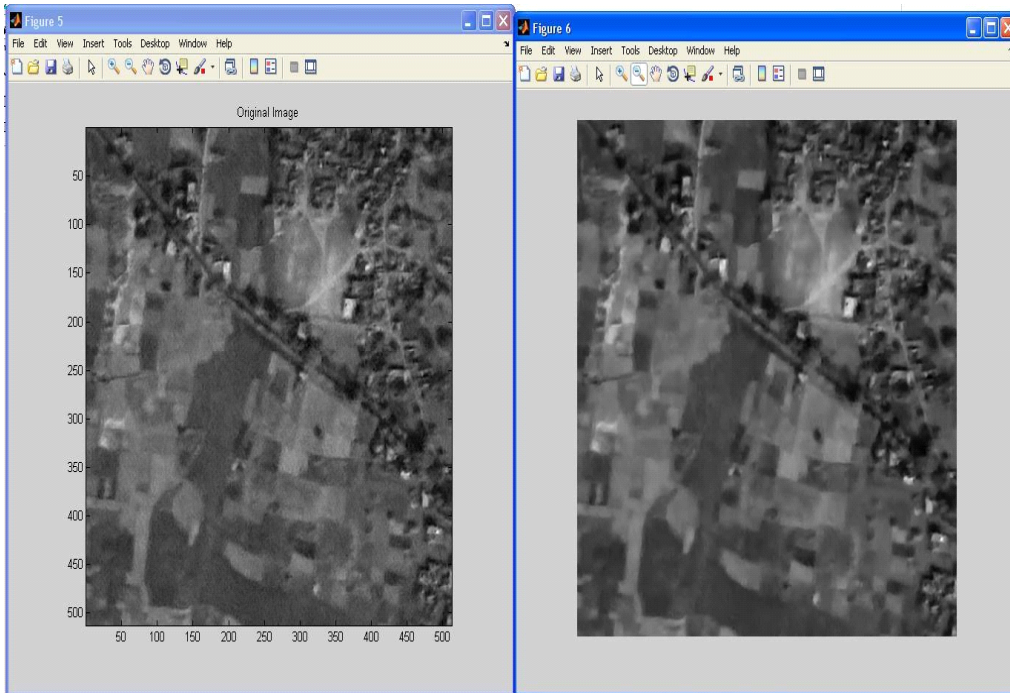 Figure 5
File Edit View Insert Tools Desktop Window Help
Original Image
50
100
150
200
250
300
350
400
450
500
50 100 150 200 250 300 350 400 450 500
Figure 6
File Edit View Insert Tools Desktop Window Help